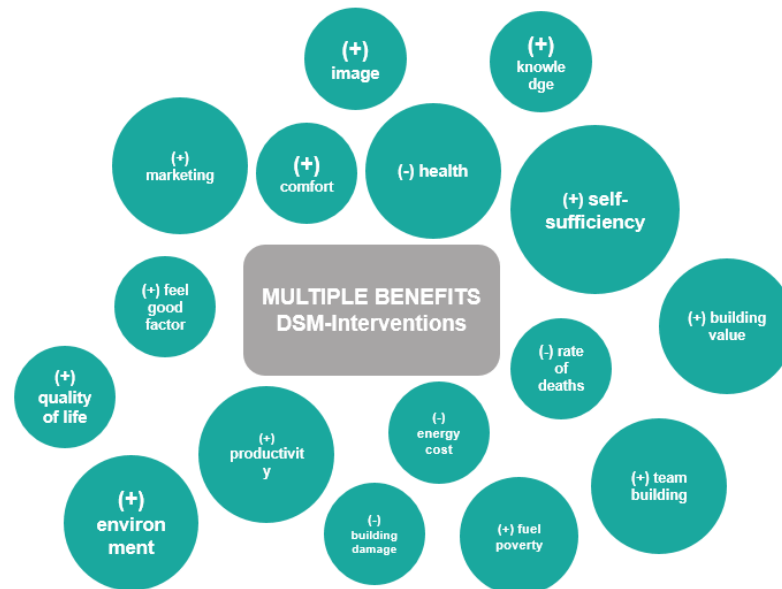 (+)
image
(+)
knowle
dge
(+)
marketing
(+)
comfort
(-) health
(+) self-
sufficiency
MULTIPLE BENEFITS
DSM-Interventions
(+) feel
good
factor
(+) building
value
(-) rate
of
deaths
(+)
quality
of life
(+)
productivit
y
(-)
energy
cost
(+) team
building
(+)
environ
ment
(-)
building
damage
(+) fuel
poverty